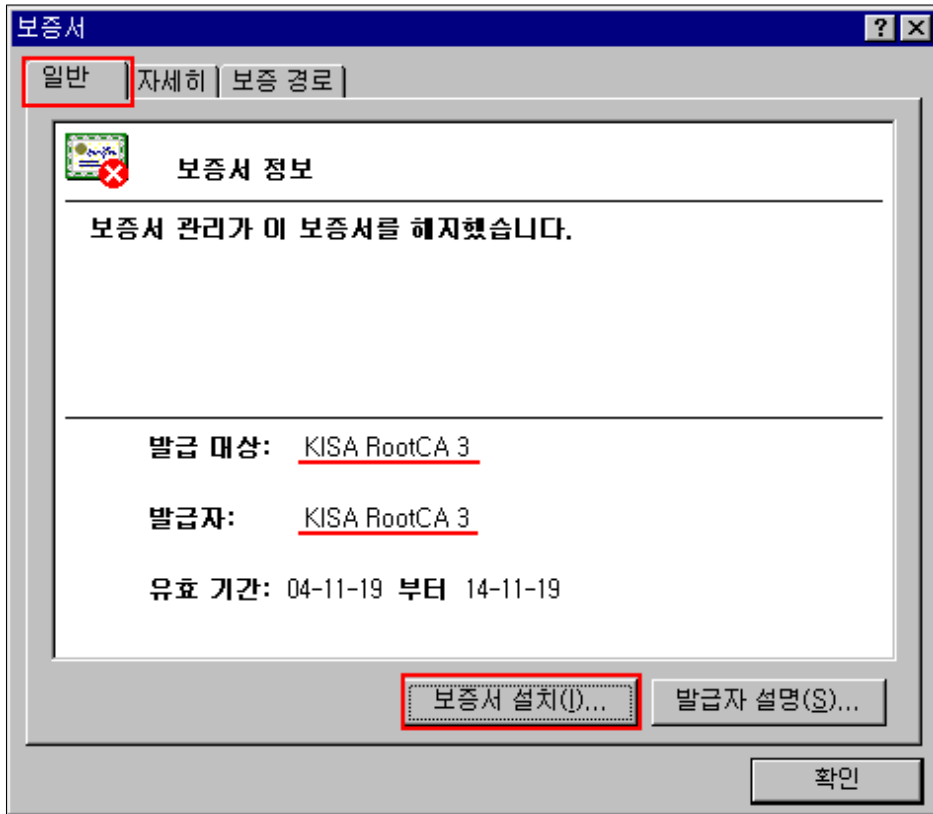 보증서
일반 자세히 보증 경로
보증서 정보
보증서 관리가 이 보증서를 해지했습니다.
발급 대상: KISA RootCA 3
발급자: KISA RootCA 3
유효 기간: 04-11-19 부터 14-11-19
보증서 설치(I)... 발급자 설명(S)...
확인